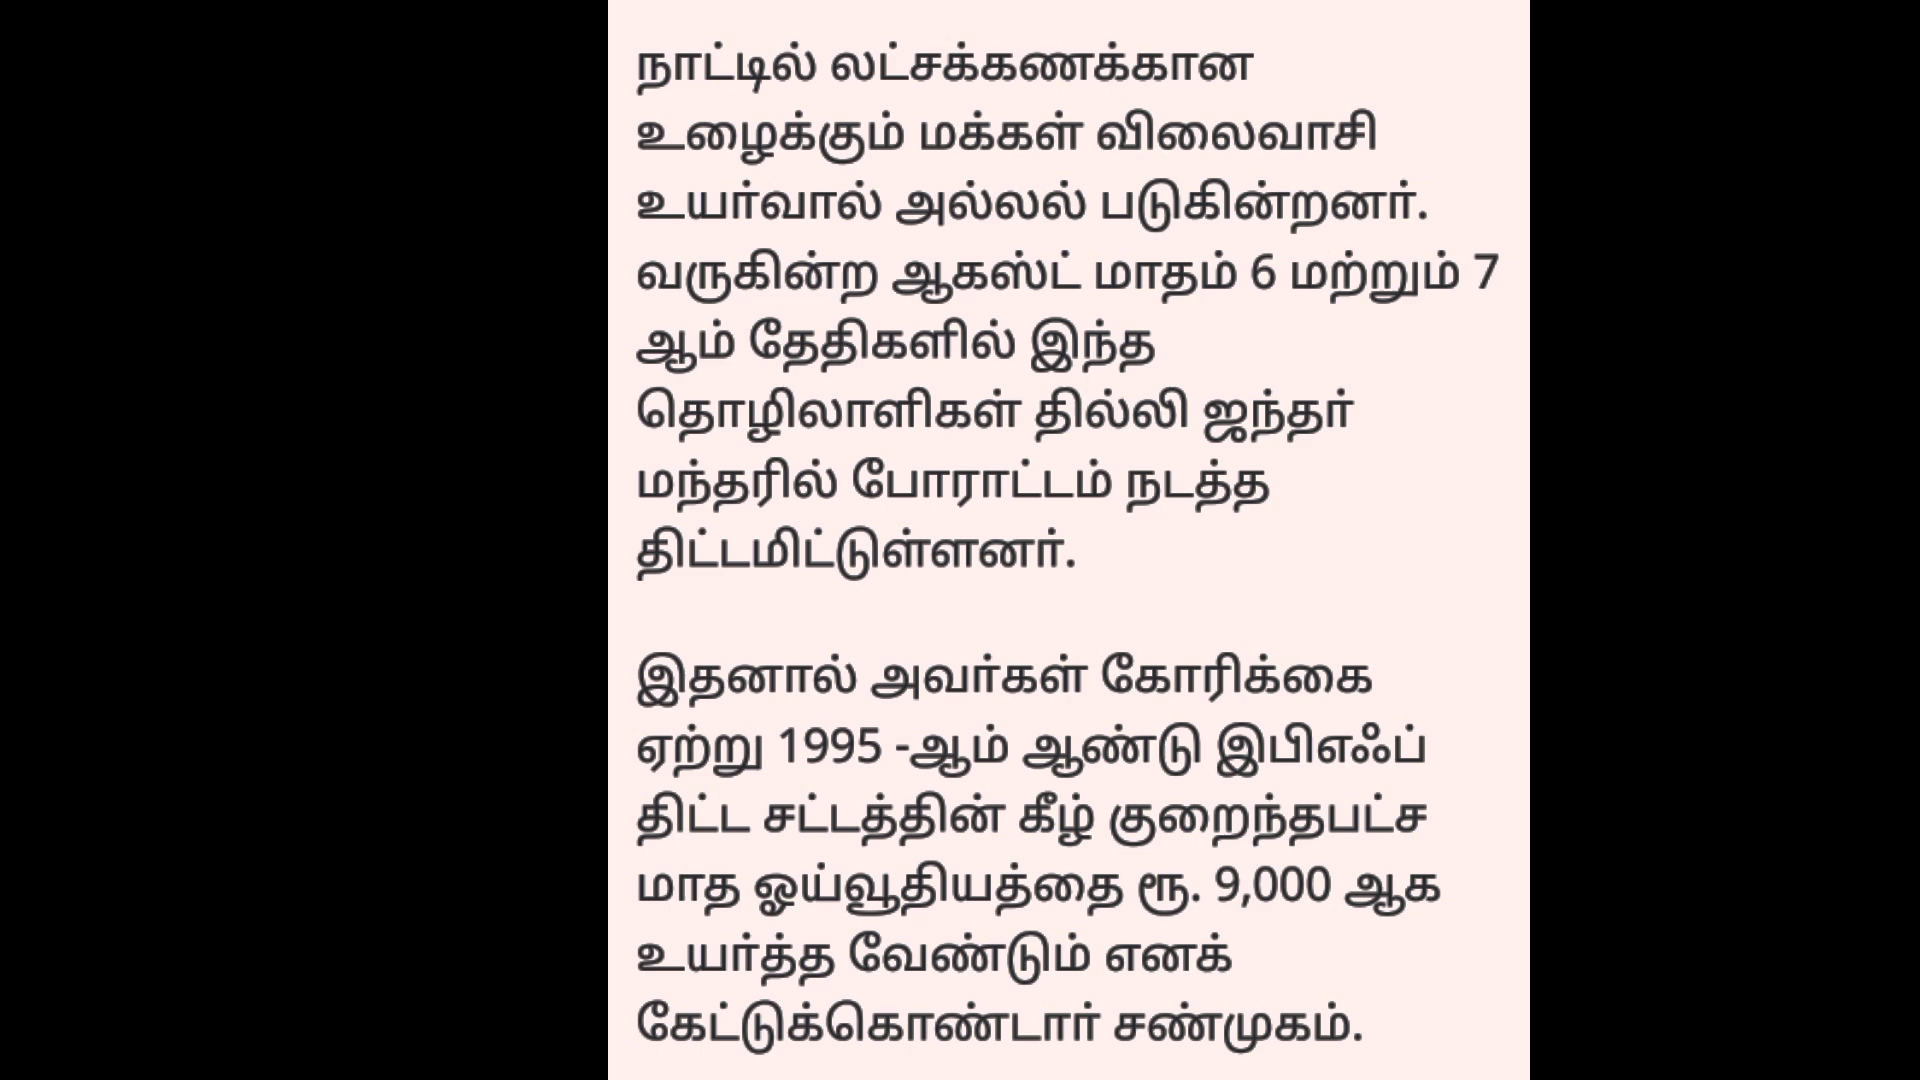 நாட்டில் லட்சக்கணக்கான
உழைக்கும் மக்கள் விலைவாசி
உயர்வால் அல்லல் படுகின்றனர்.
வருகின்ற ஆகஸ்ட் மாதம் 6 மற்றும் 7
ஆம் தேதிகளில் இந்த
தொழிலாளிகள் தில்லி ஜந்தர்
மந்தரில் போராட்டம் நடத்த
திட்டமிட்டுள்ளனர்.
இதனால் அவர்கள் கோரிக்கை
ஏற்று 1995 -ஆம் ஆண்டு இபிஎஃப்
திட்ட சட்டத்தின் கீழ் குறைந்தபட்ச
மாத ஓய்வூதியத்தை ரூ. 9,000 ஆக
உயர்த்த வேண்டும் எனக்
கேட்டுக்கொண்டார் சண்முகம்.